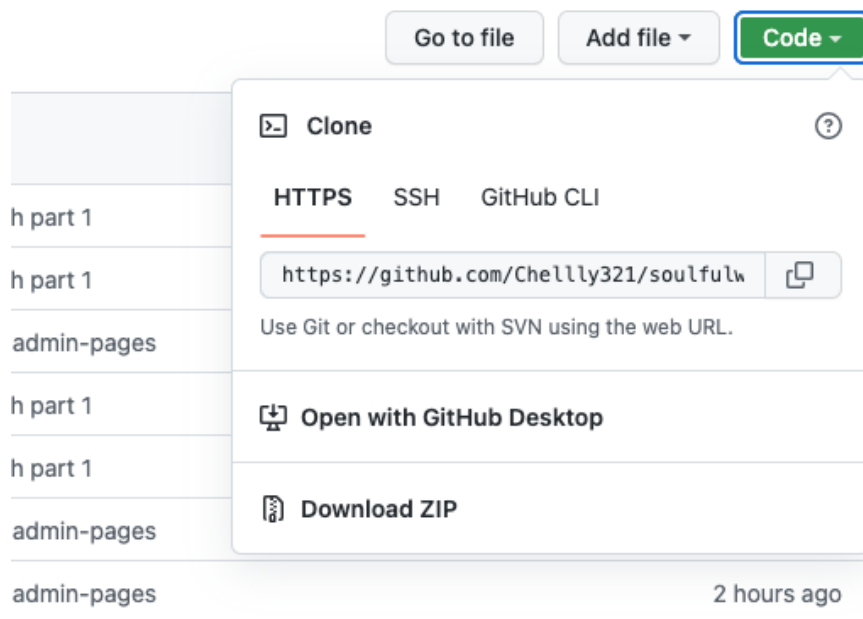 Go to file Add file Code
Clone
HTTPS SSH GitHub CLI
h part 1
https://github.com/Chellly321/soulfulw
h part 1
Use Git or checkout with SVN using the web URL.
admin-pages
h part 1
Open with GitHub Desktop
h part 1
Download ZIP
admin-pages
admin-pages 2 hours ago